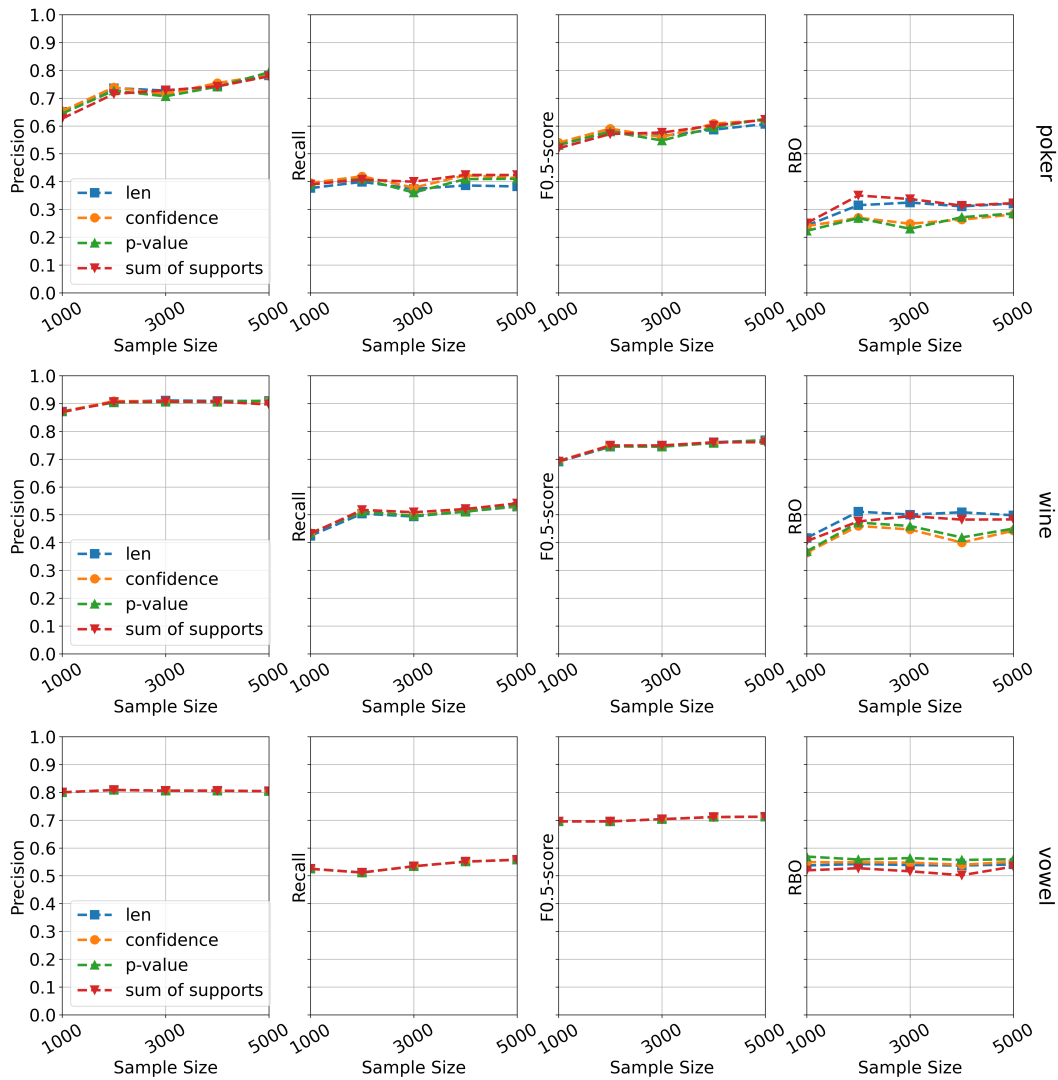 1.0
0.9
0.8
0.7
0.6
0.5
0.4
0.3
0.2
0.1
0.0
Precision
len
confidence
p-value
sum of supports
1000 3000 5000
Sample Size
Recall
1000 3000 5000
Sample Size
F0.5-score
1000 3000 5000
Sample Size
RBO
1000 3000 5000
Sample Size
poker
1.0
0.9
0.8
0.7
0.6
0.5
0.4
0.3
0.2
0.1
0.0
Precision
len
confidence
p-value
sum of supports
1000 3000 5000
Sample Size
Recall
1000 3000 5000
Sample Size
F0.5-score
1000 3000 5000
Sample Size
RBO
1000 3000 5000
Sample Size
wine
1.0
0.9
0.8
0.7
0.6
0.5
0.4
0.3
0.2
0.1
0.0
Precision
len
confidence
p-value
sum of supports
1000 3000 5000
Sample Size
Recall
1000 3000 5000
Sample Size
F0.5-score
1000 3000 5000
Sample Size
RBO
1000 3000 5000
Sample Size
vowel